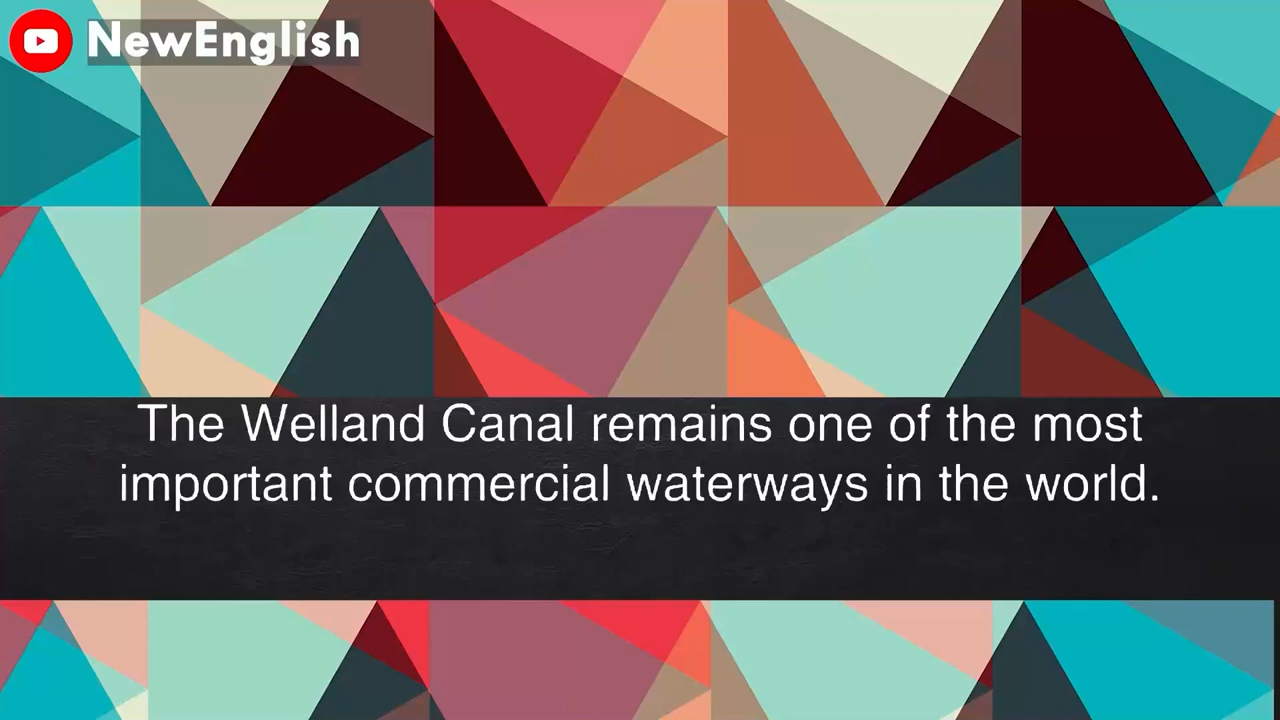 NewEnglish
The Welland Canal remains one of the most
important commercial waterways in the world.